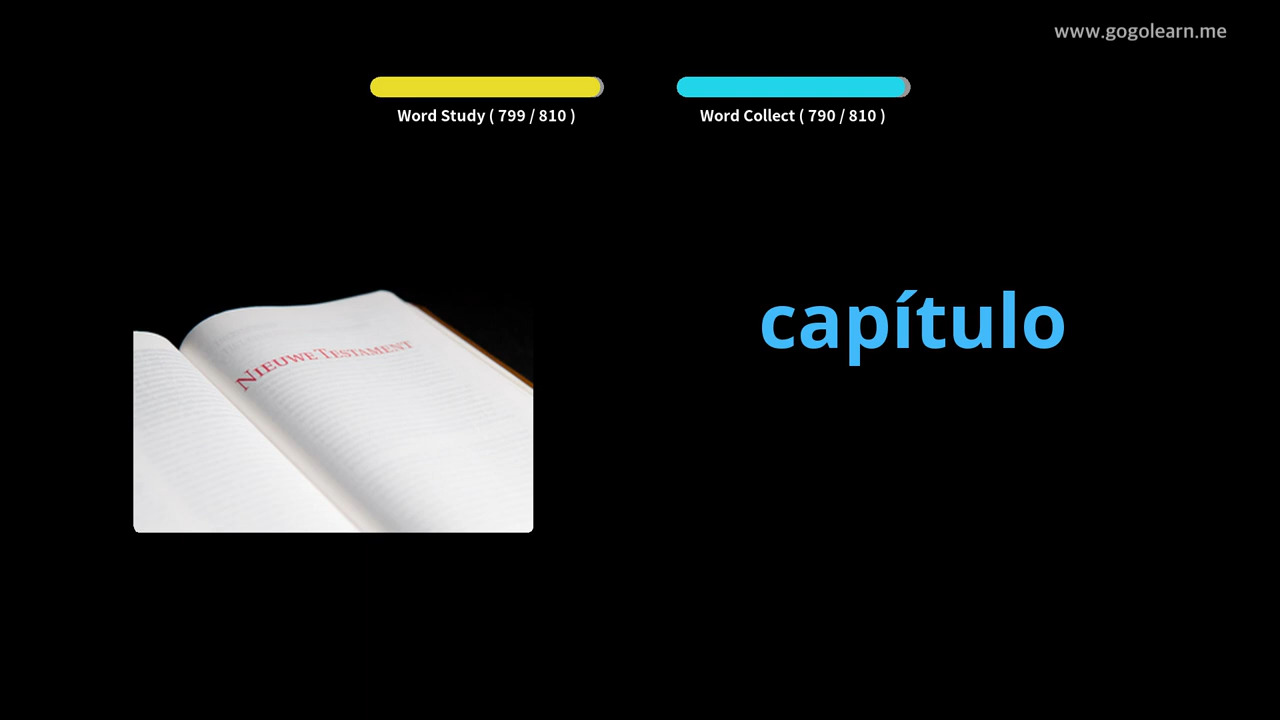 www.gogolearn.me
Word Study ( 799 / 810 )
Word Collect ( 790 / 810 )
capítulo
NIEUWE TESTAMENT